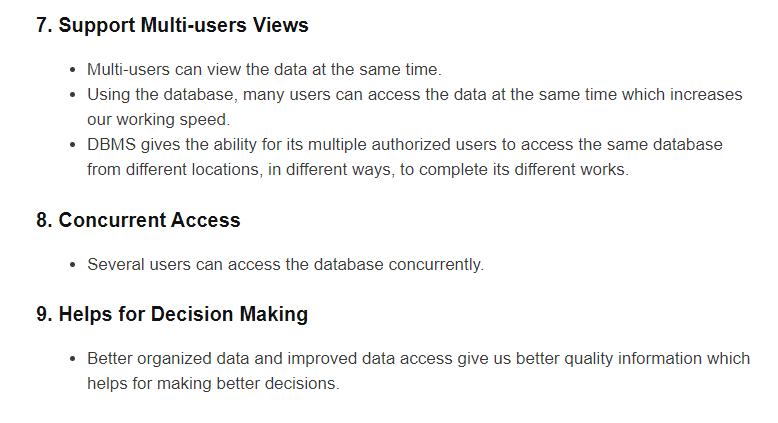 7. Support Multi-users Views
• Multi-users can view the data at the same time.
• Using the database, many users can access the data at the same time which increases
our working speed.
• DBMS gives the ability for its multiple authorized users to access the same database
from different locations, in different ways, to complete its different works.
8. Concurrent Access
• Several users can access the database concurrently.
9. Helps for Decision Making
• Better organized data and improved data access give us better quality information which
helps for making better decisions.